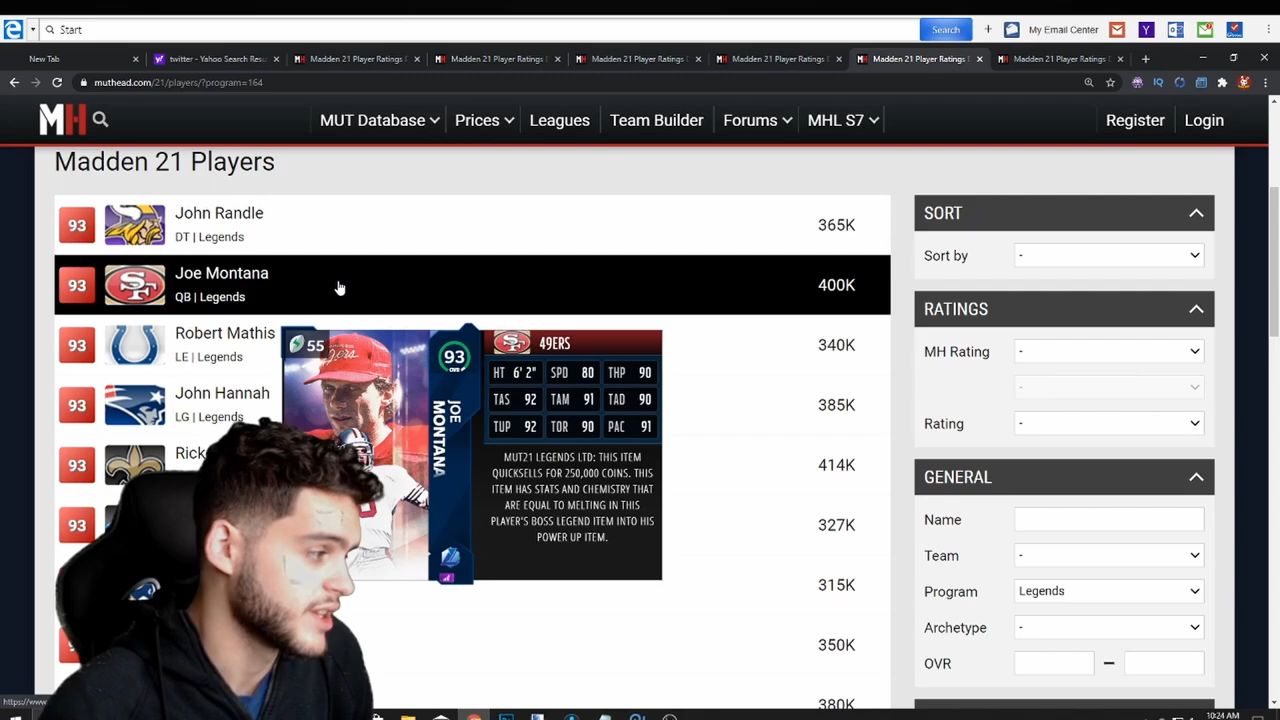 Start
Search
My Email Center
New Tab
twitter - Yahoo Search Resu
Madden 21 Player Ratings
Madden 21 Player Ratings
Madden 21 Player Ratings
Madden 21 Player Ratings
Madden 21 Player Ratings
Madden 21 Player Ratings
muthead.com/21/players/?program=164
MH
MUT Database
Prices
Leagues
Team Builder
Forums
MHL S7
Register
Login
Madden 21 Players
93
John Randle
DT | Legends
365K
93
Joe Montana
QB | Legends
400K
93
Robert Mathis
LE | Legends
340K
93
John Hannah
LG | Legends
385K
93
Rick
414K
93
327K
315K
350K
380K
55
93
OVR
JOE
MONTANA
49ERS
HT 6' 2" SPD 80 THP 90
TAS 92 TAM 91 TAD 90
TUP 92 TOR 90 PAC 91
MUT21 LEGENDS LTD: THIS ITEM
QUICKSELLS FOR 250,000 COINS. THIS
ITEM HAS STATS AND CHEMISTRY THAT
ARE EQUAL TO MELTING IN THIS
PLAYER'S BOSS LEGEND ITEM INTO HIS
POWER UP ITEM.
SORT
Sort by -
RATINGS
MH Rating -
-
Rating -
GENERAL
Name
Team -
Program Legends
Archetype -
OVR –
https://www
10:24 AM